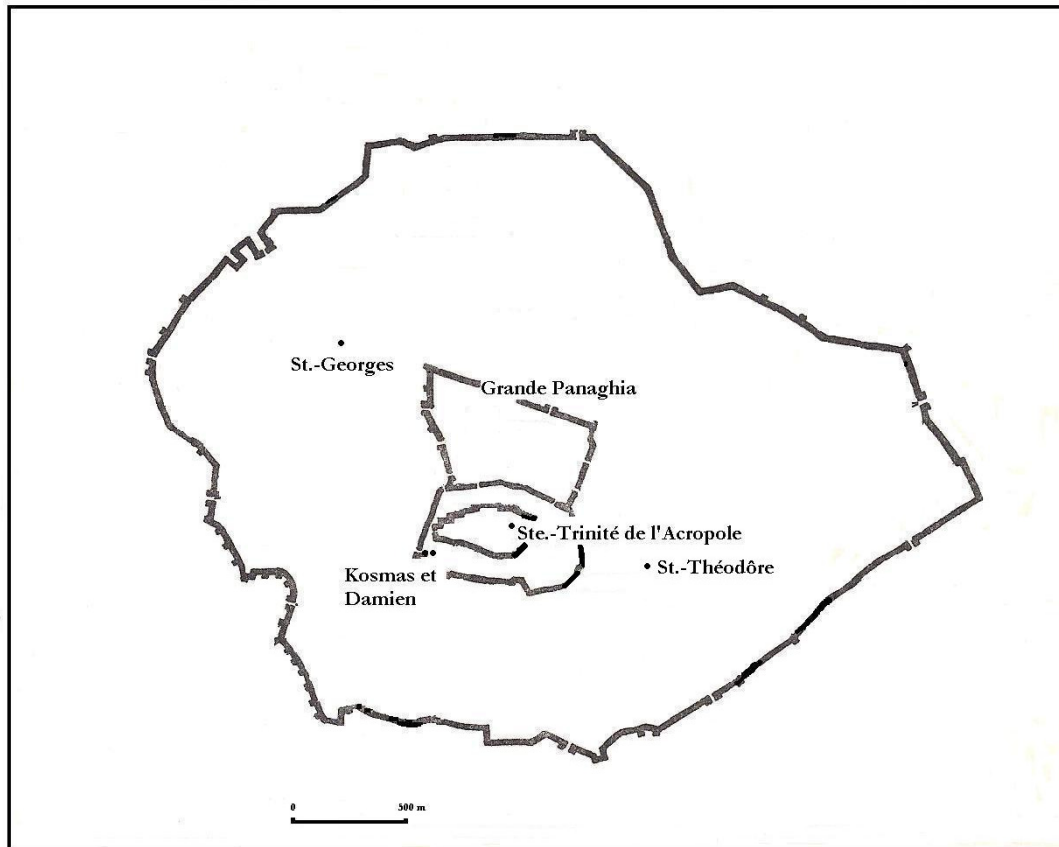 St.-Georges
Grande Panaghia
Ste.-Trinité de l'Acropole
St.-Théodôre
Kosmas et
Damien
0 500 m